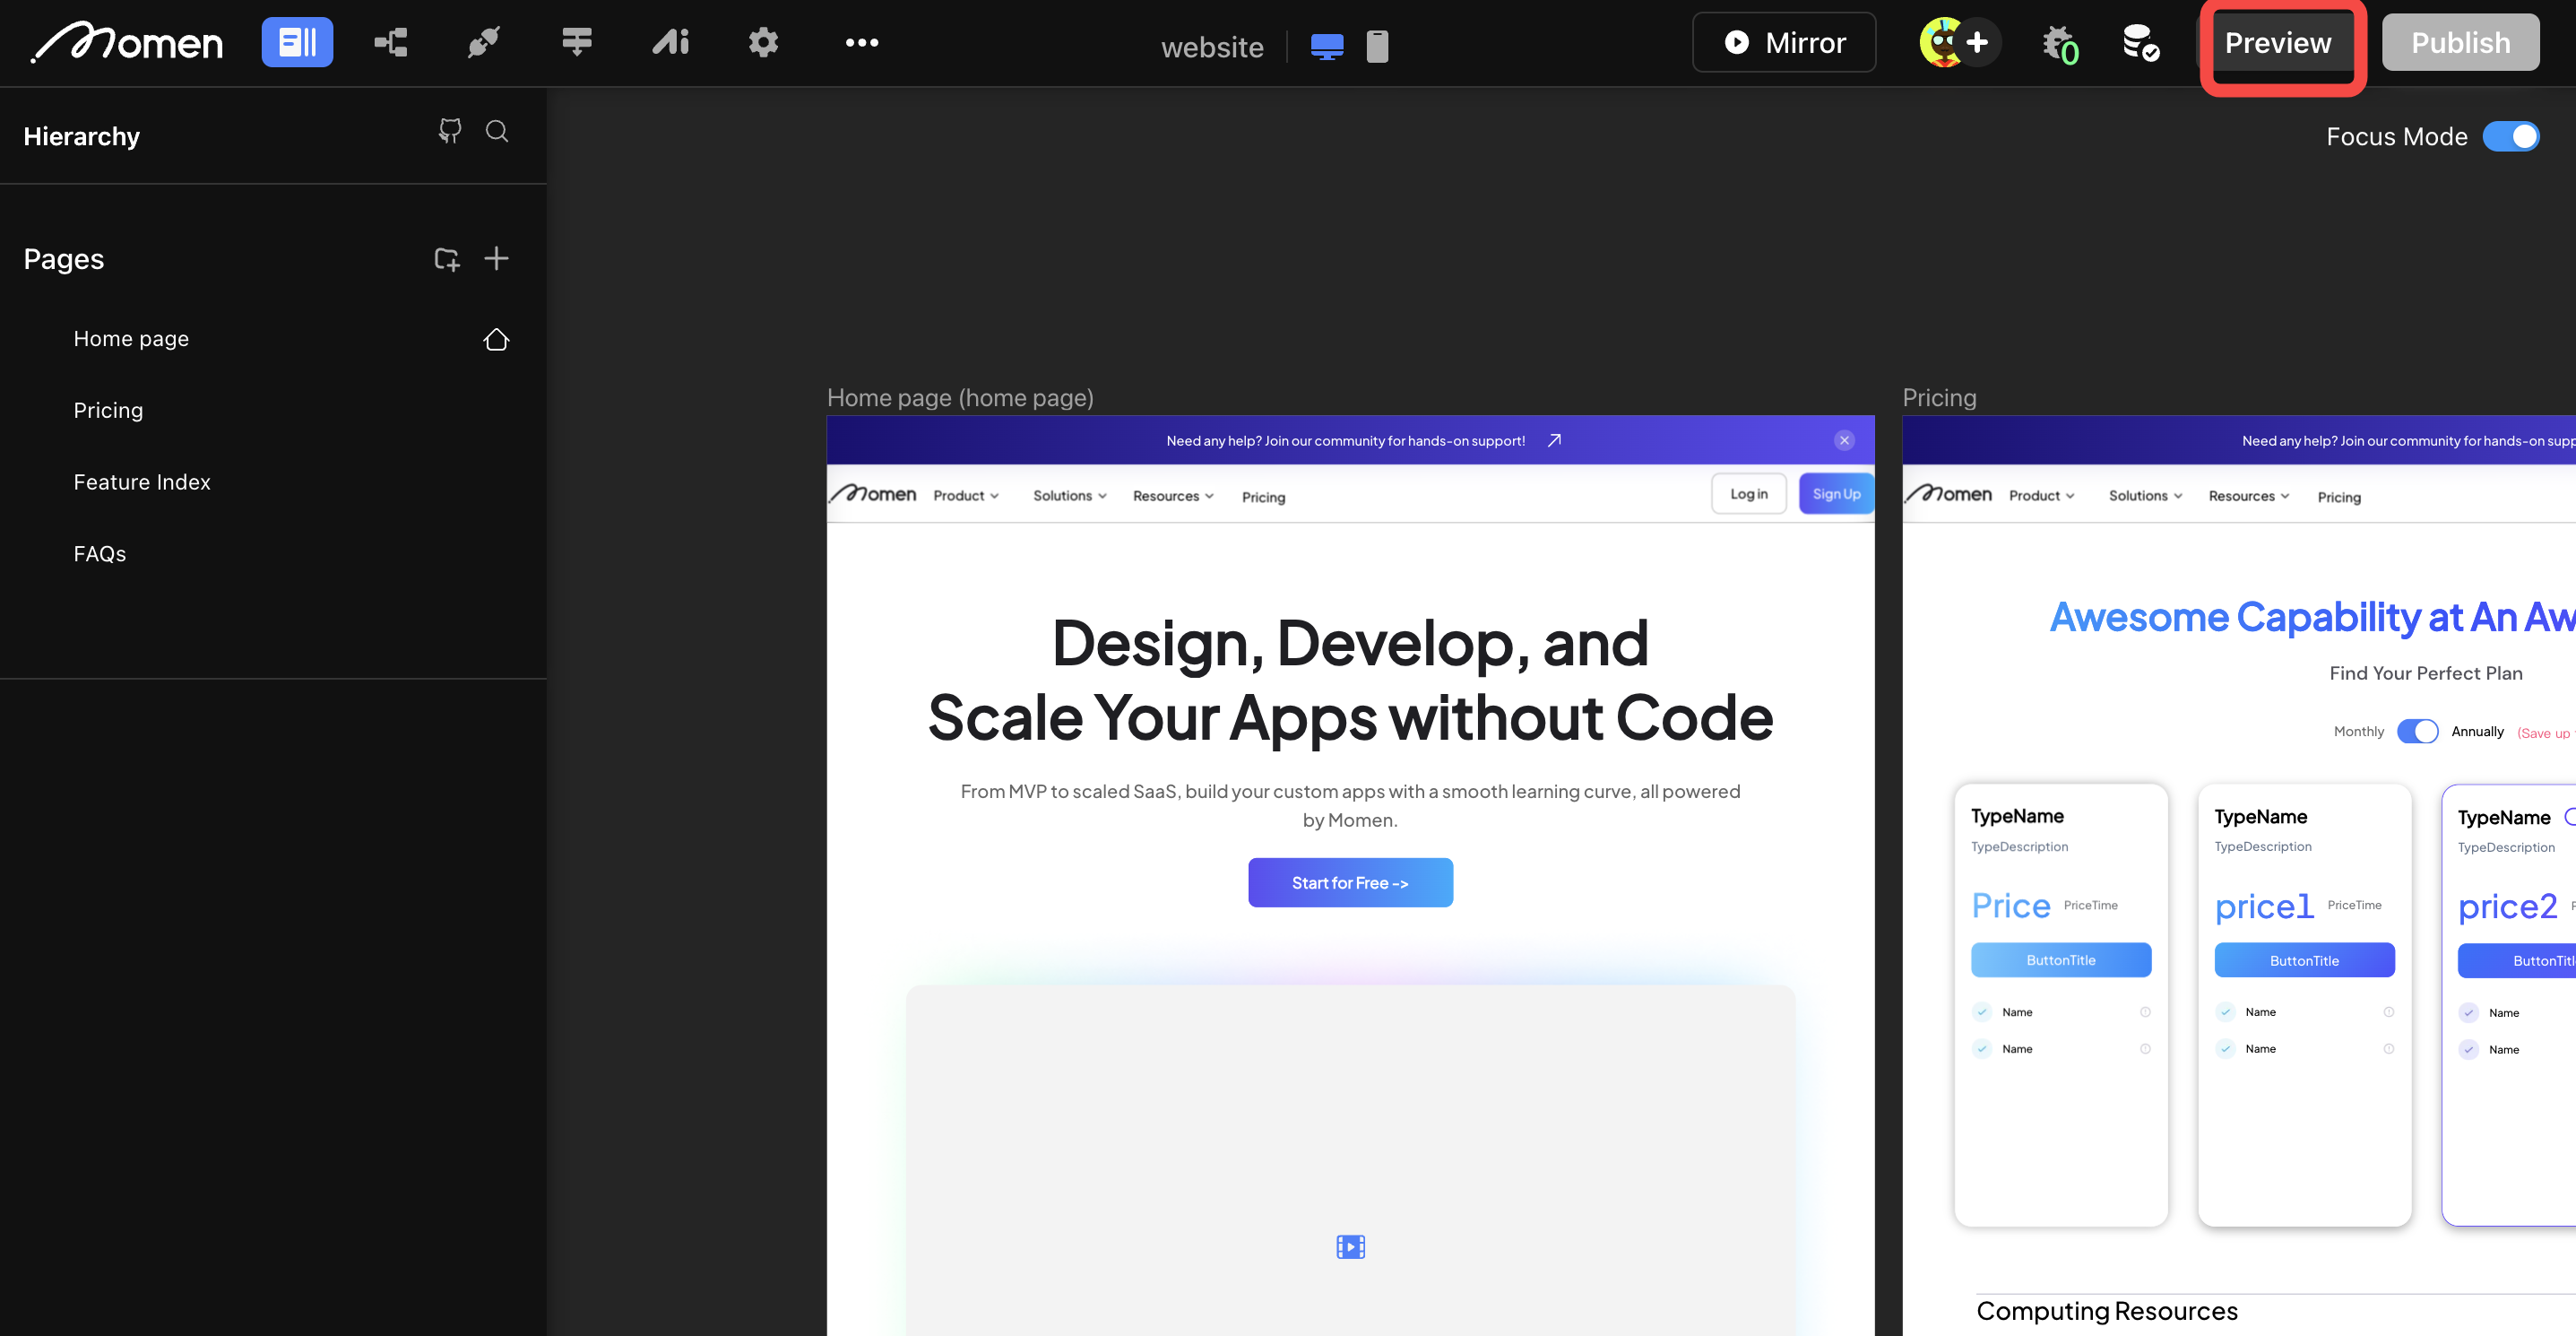 Momen
Ai
website
Mirror
0
Preview
Publish
Hierarchy
Focus Mode
Pages
Home page
Pricing
Feature Index
FAQs
Home page (home page)
Need any help? Join our community for hands-on support!
Momen Product Solutions Resources Pricing Log in Sign Up
Design, Develop, and
Scale Your Apps without Code
From MVP to scaled SaaS, build your custom apps with a smooth learning curve, all powered
by Momen.
Start for Free ->
Pricing
Need any help? Join our community for hands-on supp
Momen Product Solutions Resources Pricing
Awesome Capability at An Aw
Find Your Perfect Plan
Monthly Annually (Save up
TypeName
TypeDescription
Price PriceTime
ButtonTitle
Name
Name
TypeName
TypeDescription
price1 PriceTime
ButtonTitle
Name
Name
TypeName
TypeDescription
price2
ButtonTitl
Name
Name
Computing Resources